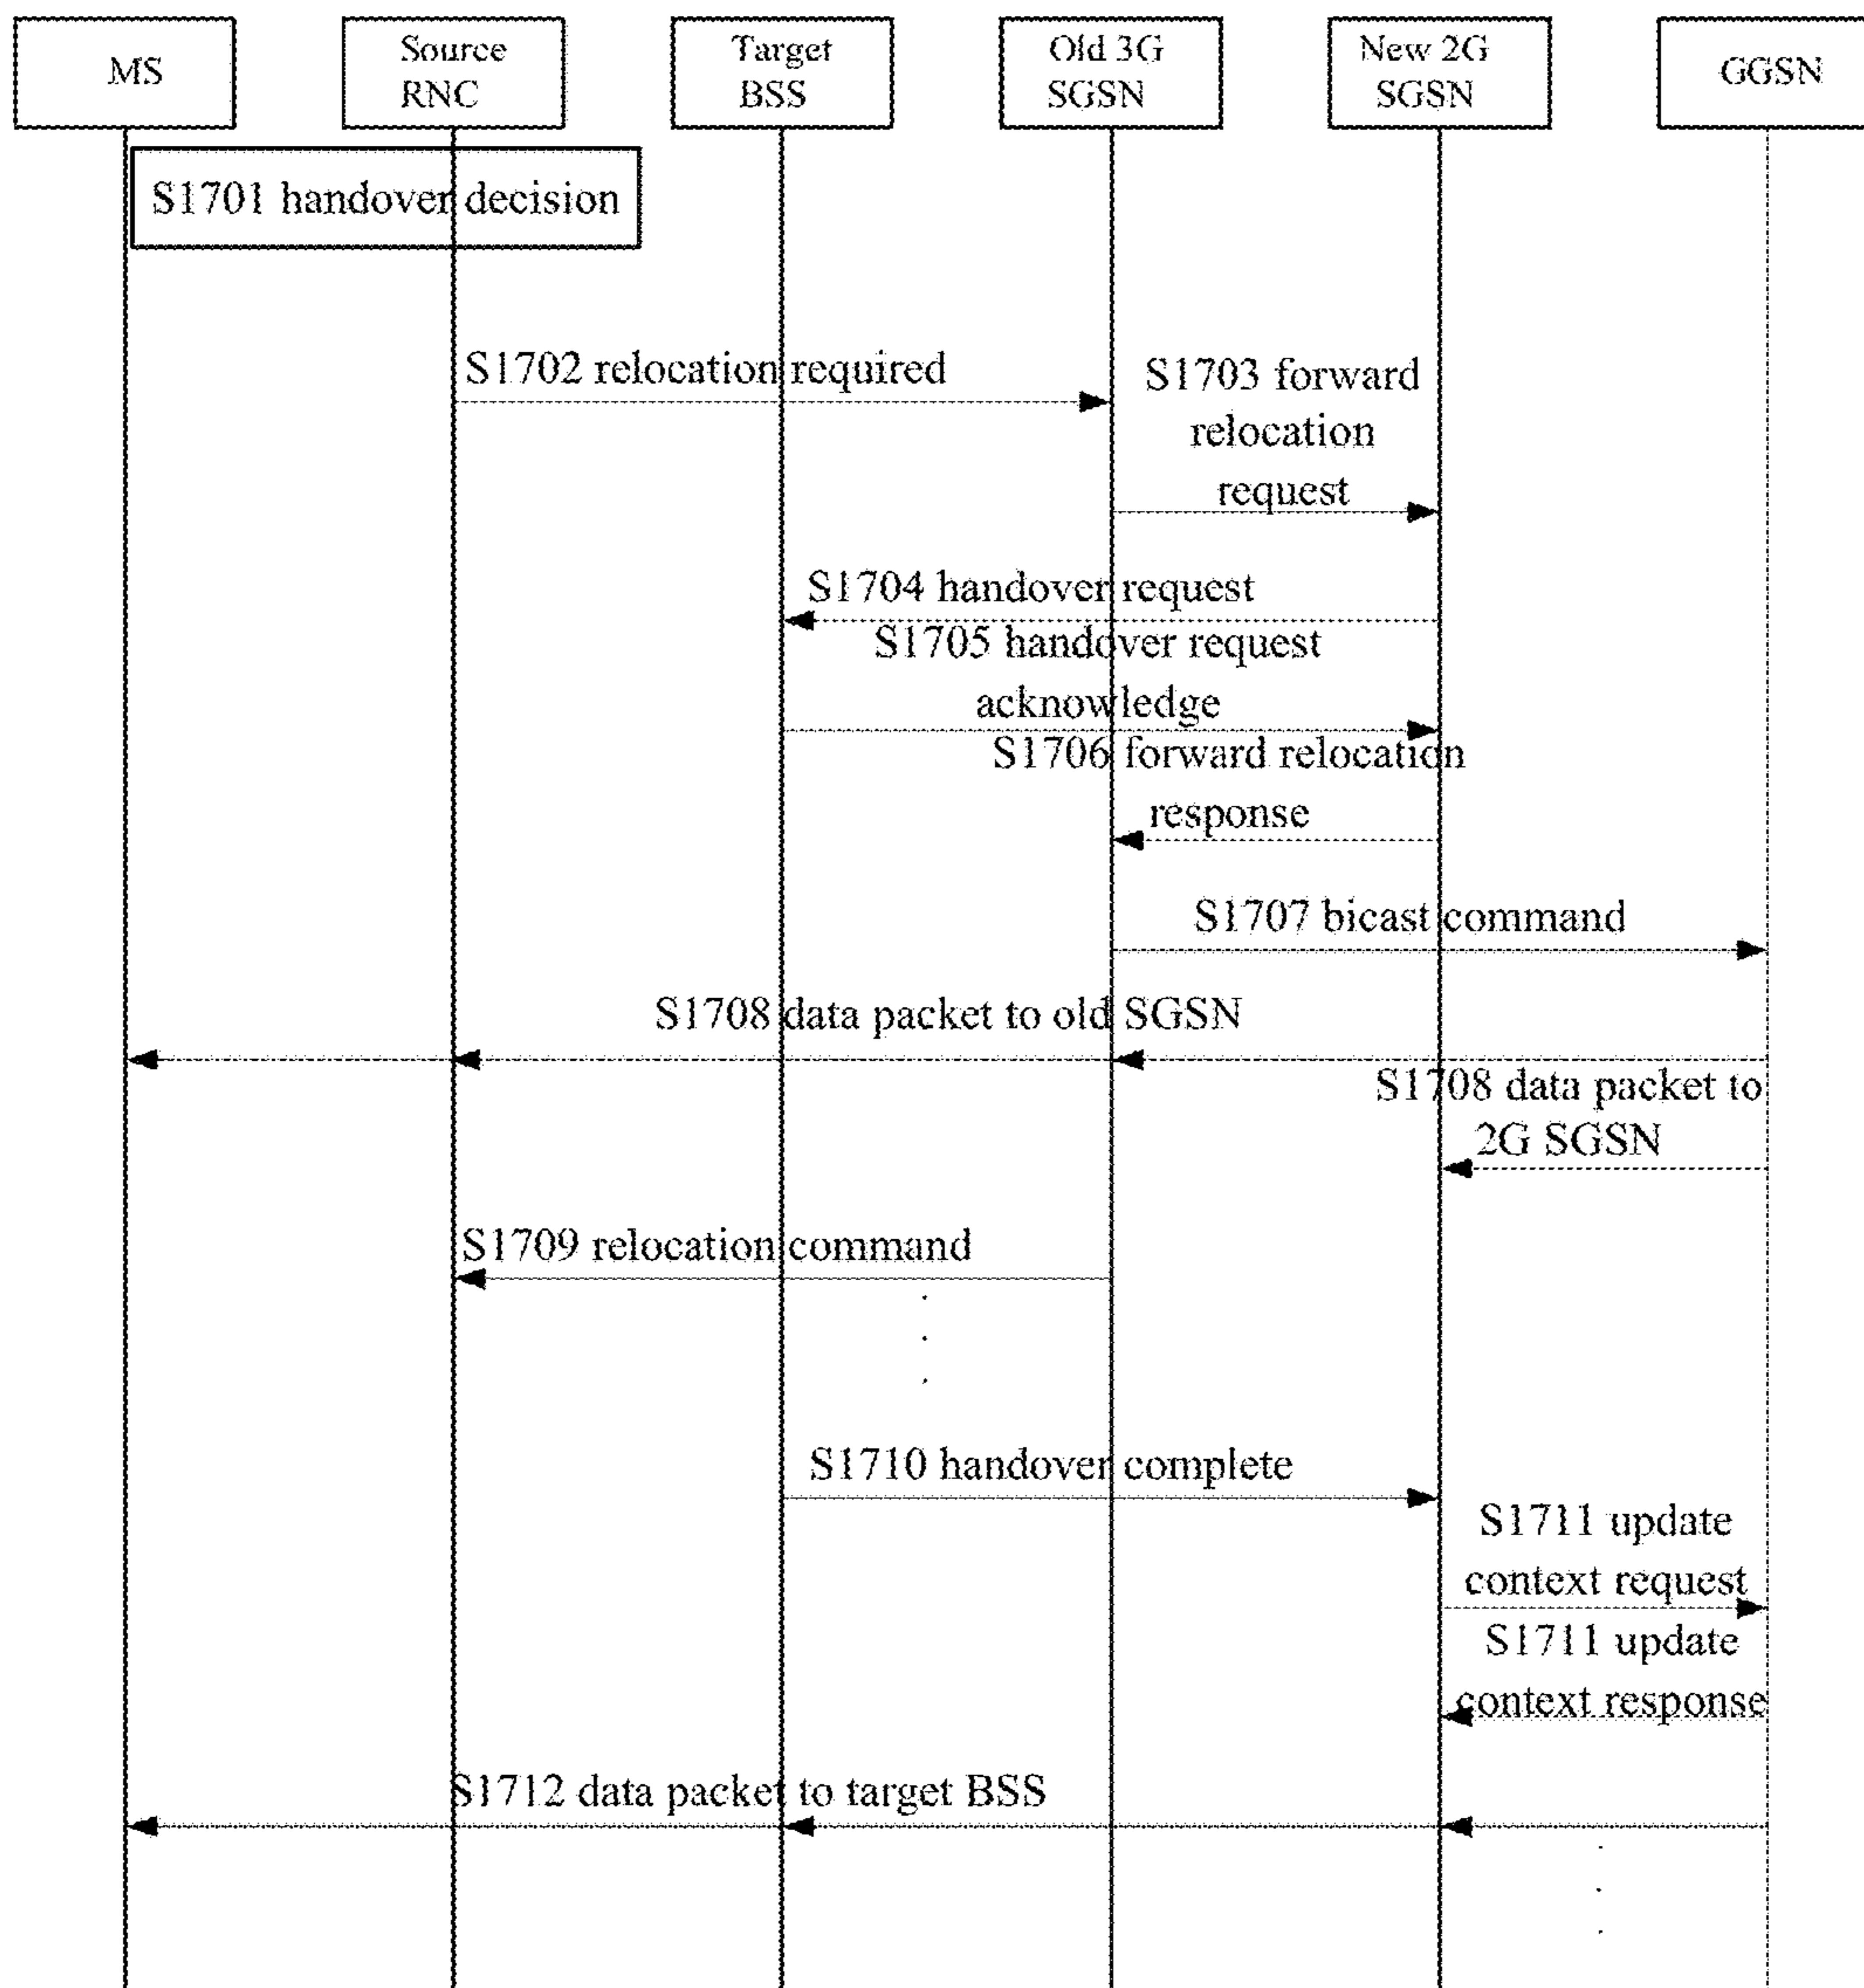 MS
Source
RNC
Target
BSS
Old 3G
SGSN
New 2G
SGSN
GGSN
S1701 handover decision
S1702 relocation required
S1703 forward
relocation
request
S1704 handover request
S1705 handover request
acknowledge
S1706 forward relocation
response
S1707 bicast command
S1708 data packet to old SGSN
S1708 data packet to
2G SGSN
S1709 relocation command
S1710 handover complete
S1711 update
context request
S1711 update
context response
S1712 data packet to target BSS